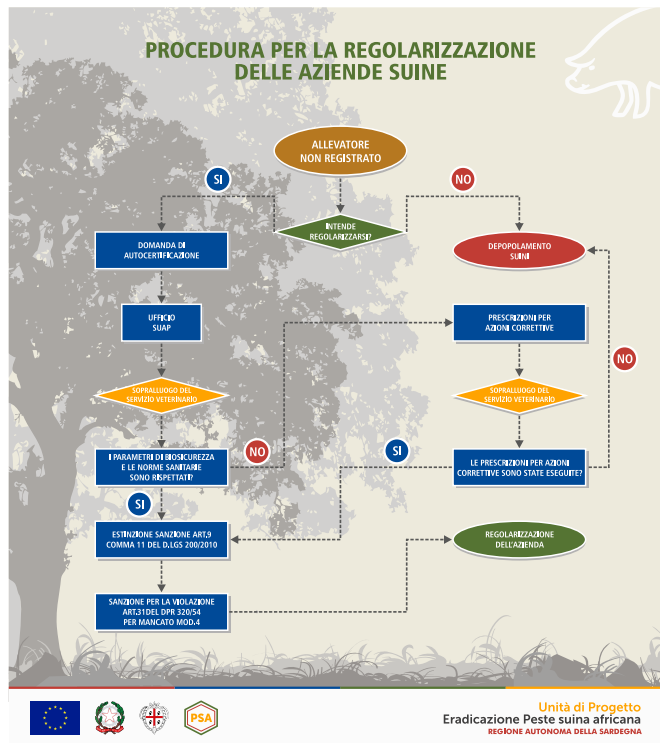 PROCEDURA PER LA REGOLARIZZAZIONE
DELLE AZIENDE SUINE
ALLEVATORE
NON REGISTRATO
SI
NO
INTENDE
REGOLARIZZARSI?
DOMANDA DI
AUTOCERTIFICAZIONE
DEPOPOLAMENTO
SUINI
UFFICIO
SUAP
PRESCRIZIONI PER
AZIONI CORRETTIVE
NO
SOPRALLUOGO DEL
SERVIZIO VETERINARIO
SOPRALLUOGO DEL
SERVIZIO VETERINARIO
I PARAMETRI DI BIOSICUREZZA
E LE NORME SANITARIE
SONO RISPETTATI?
NO
SI
LE PRESCRIZIONI PER AZIONI
CORRETTIVE SONO STATE ESEGUITE?
SI
ESTINZIONE SANZIONE ART.9
COMMA 11 DEL D.LGS 200/2010
REGOLARIZZAZIONE
DELL'AZIENDA
SANZIONE PER LA VIOLAZIONE
ART.31DEL DPR 320/54
PER MANCATO MOD.4
PSA
Unità di Progetto
Eradicazione Peste suina africana
REGIONE AUTONOMA DELLA SARDEGNA